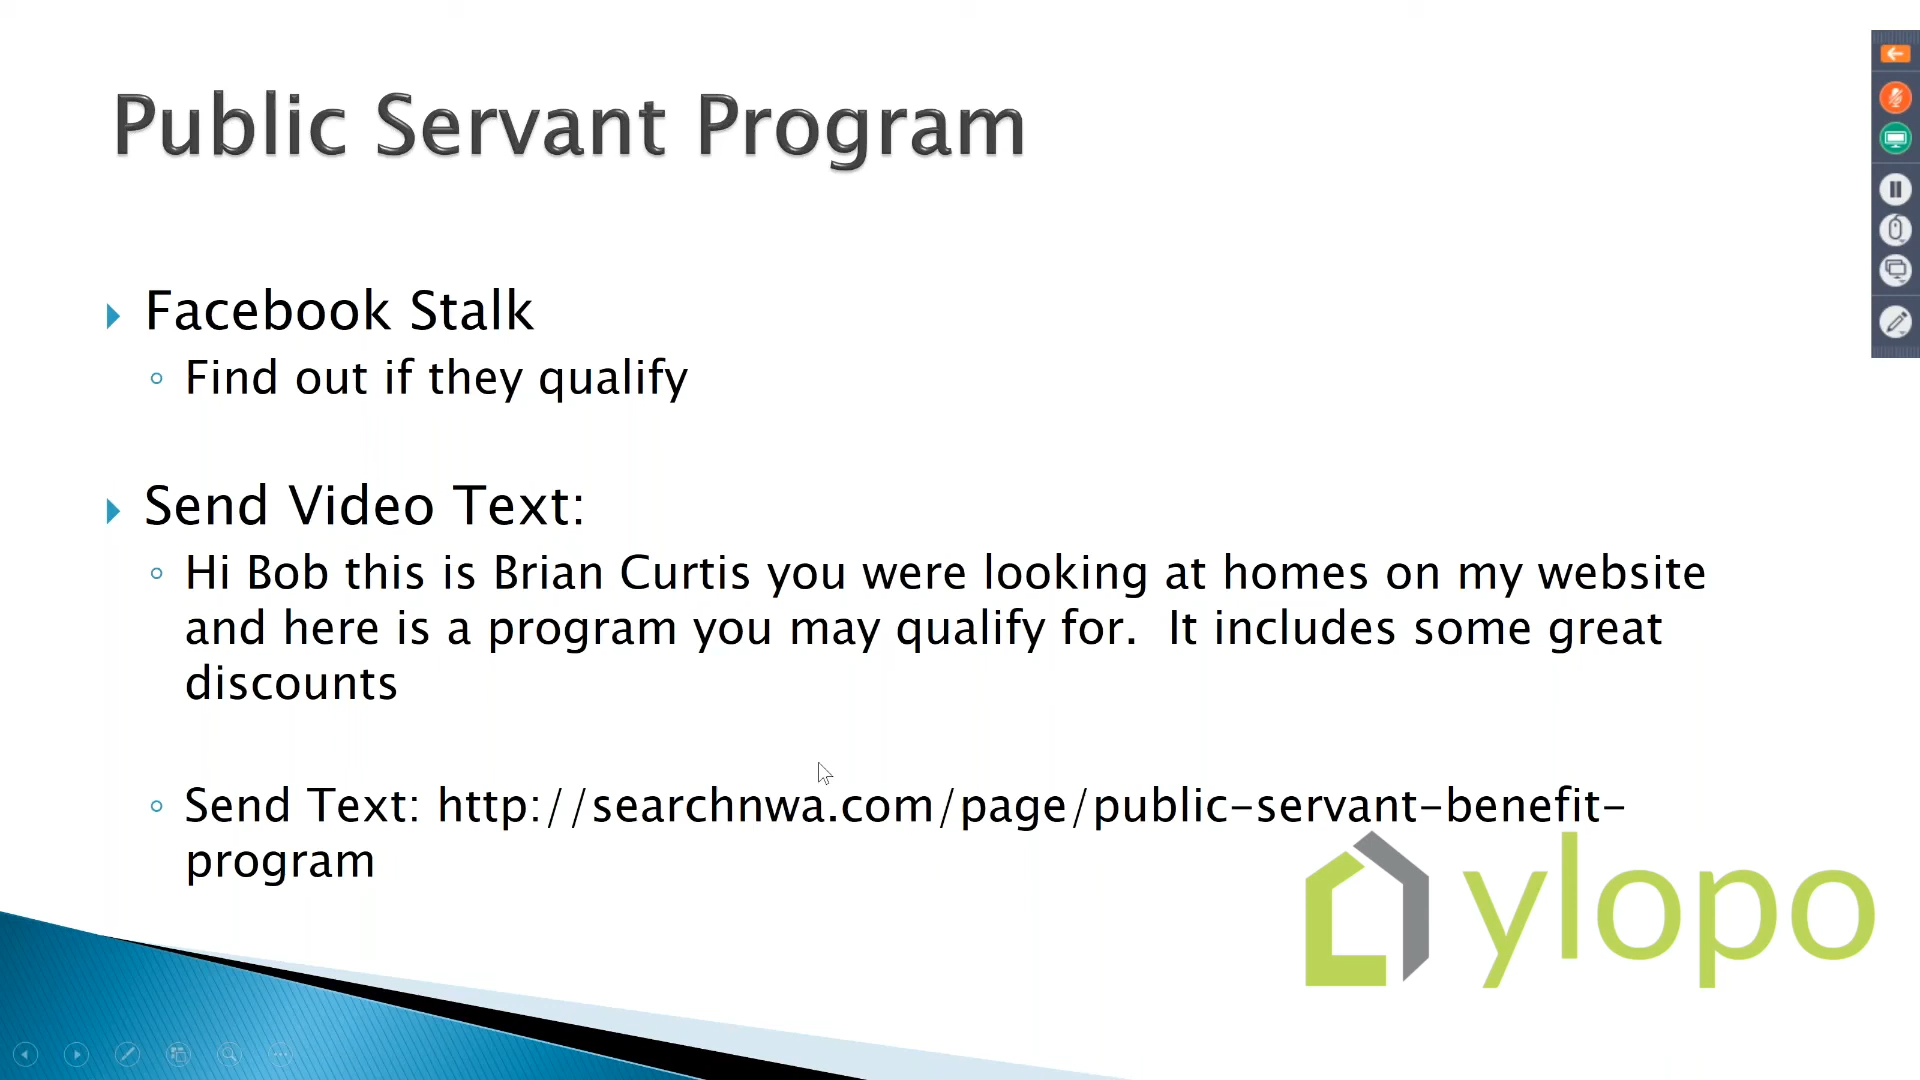 Public Servant Program
Facebook Stalk
Find out if they qualify
Send Video Text:
Hi Bob this is Brian Curtis you were looking at homes on my website
and here is a program you may qualify for.  It includes some great
discounts
Send Text: http://searchnwa.com/page/public-servant-benefit-
program
ylopo